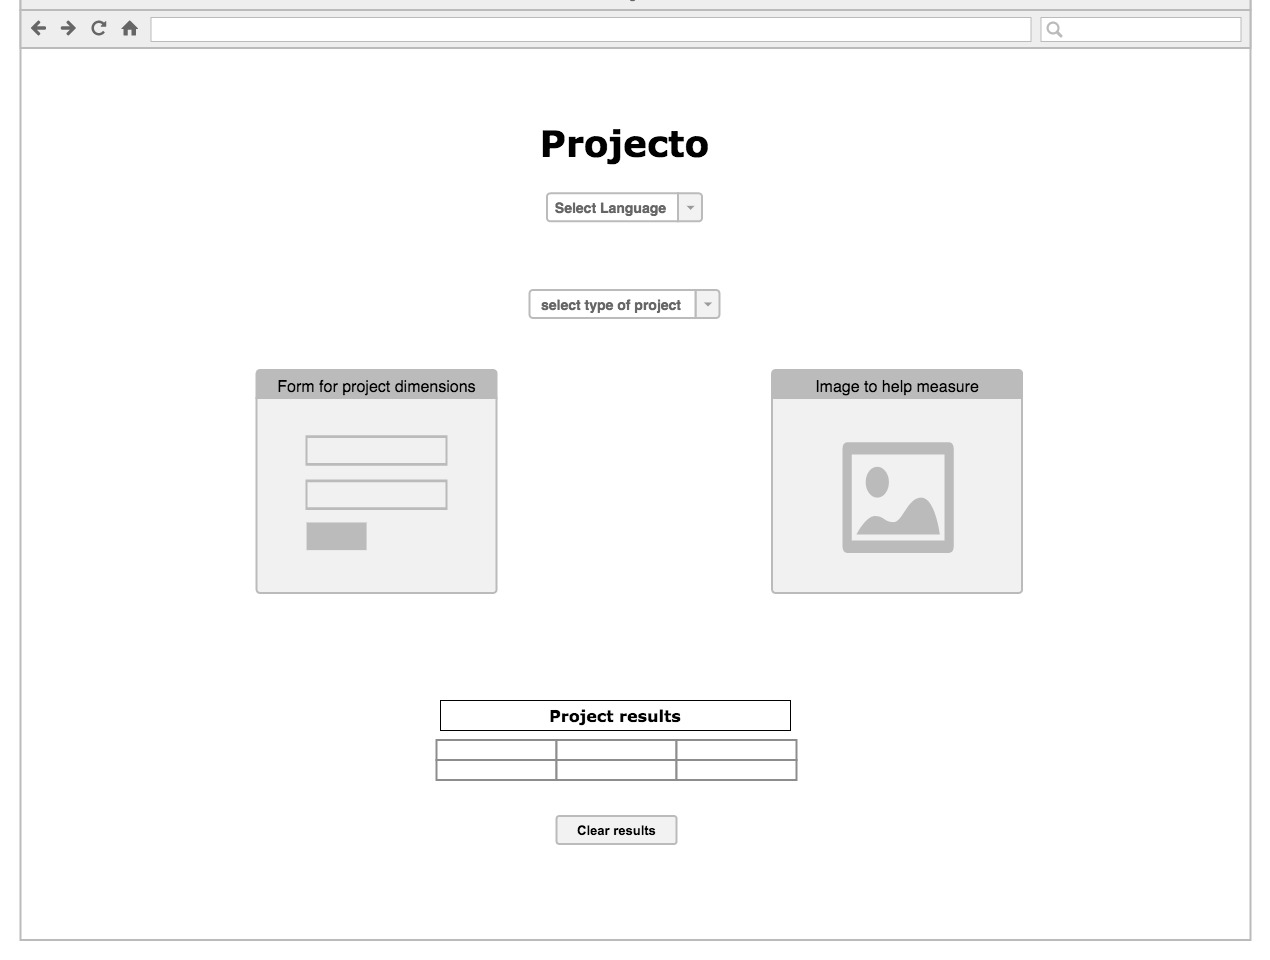 Projecto
Select Language
select type of project
Form for project dimensions
Image to help measure
Project results
Clear results